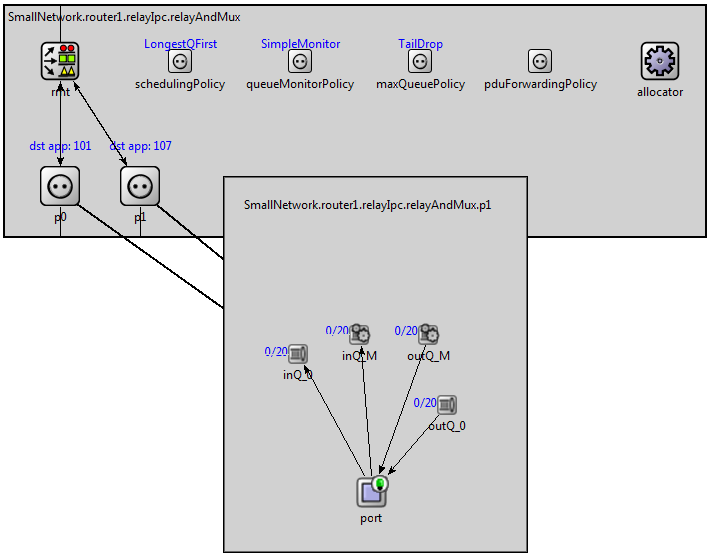 SmallNetwork.router1.relayIpc.relayAndMux
LongestQFirst
SimpleMonitor
TailDrop
rmt
schedulingPolicy
queueMonitorPolicy
maxQueuePolicy
pduForwardingPolicy
allocator
dst app: 101
dst app: 107
p0
p1
SmallNetwork.router1.relayIpc.relayAndMux.p1
0/20
0/20
0/20
inQ_M
outQ_M
inQ_0
0/20
outQ_0
port